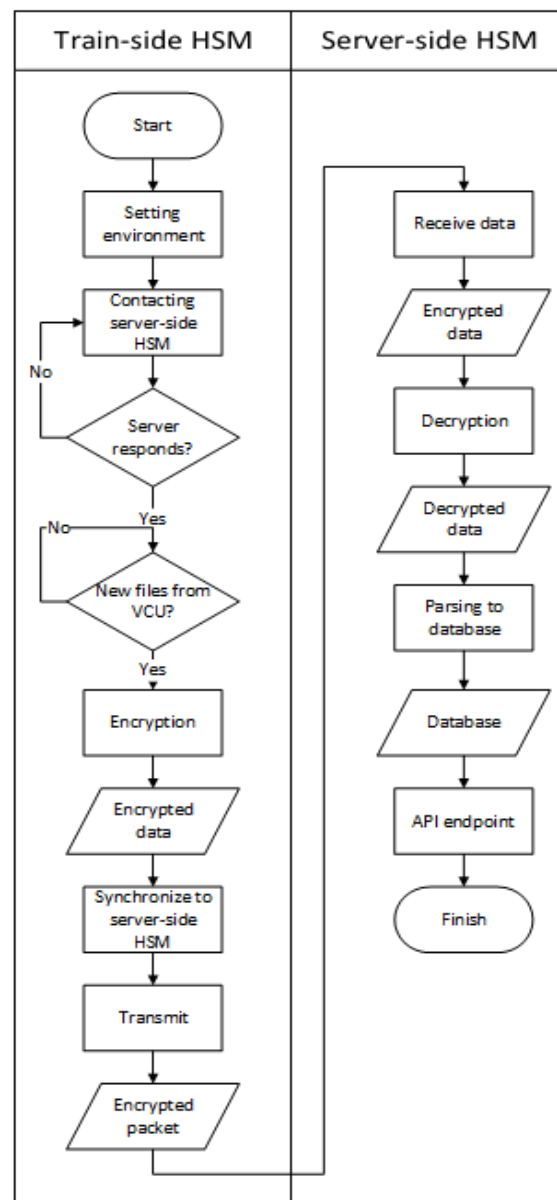 Train-side HSM
Server-side HSM
Start
Setting
environment
Contacting
server-side
HSM
No
Server
responds?
Yes
No
New files from
VCU?
Yes
Encryption
Encrypted
data
Synchronize to
server-side
HSM
Transmit
Encrypted
packet
Receive data
Encrypted
data
Decryption
Decrypted
data
Parsing to
database
Database
API endpoint
Finish